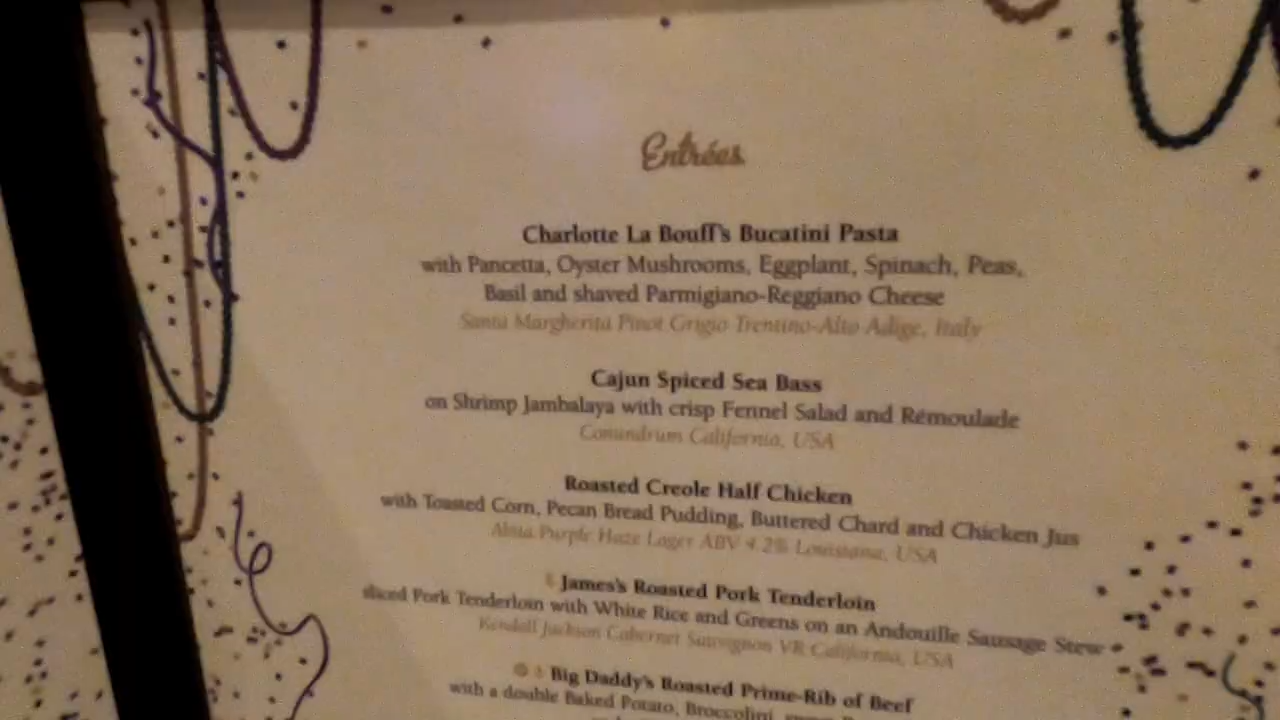 Entrées
Charlotte La Bouff's Bucatini Pasta
with Pancetta, Oyster Mushrooms, Eggplant, Spinach, Peas,
Basil and shaved Parmigiano-Reggiano Cheese
Santa Margherita Pinot Grigio Trentino-Alto Adige, Italy
Cajun Spiced Sea Bass
on Shrimp Jambalaya with crisp Fennel Salad and Remoulade
Conundrum California, USA
Roasted Creole Half Chicken
with Toasted Corn, Pecan Bread Pudding, Buttered Chard and Chicken Jus
Abita Purple Haze Lager ABV 4.2% Louisiana, USA
James's Roasted Pork Tenderloin
sliced Pork Tenderloin with White Rice and Greens on an Andouille Sausage Stew
Kendall Jackson Cabernet Sauvignon VR California, USA
Big Daddy's Roasted Prime-Rib of Beef
with a double Baked Potato, Broccolini,